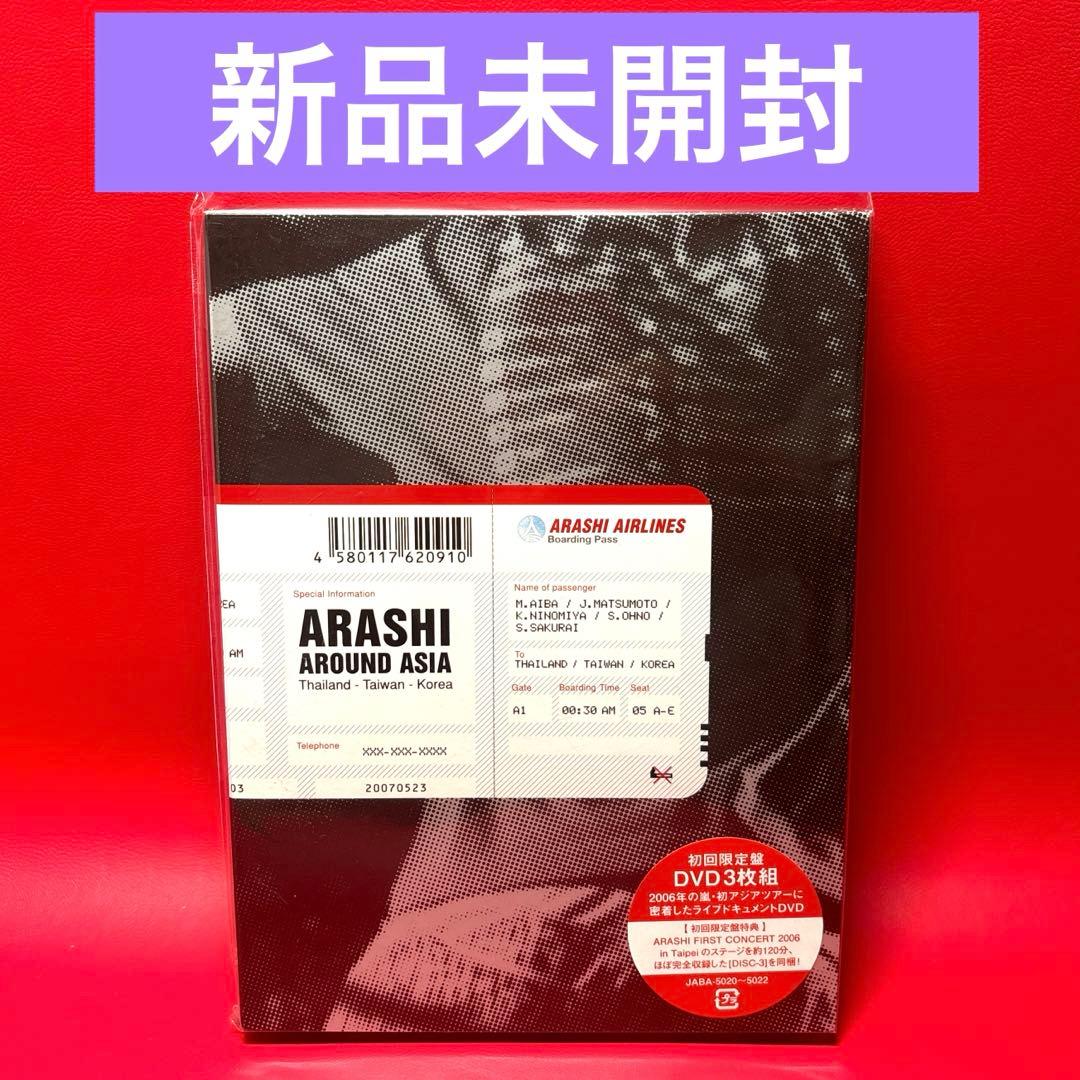 新品未開封
4 580117 620910
ARASHI AIRLINES
Boarding Pass
Special Information
ARASHI
AROUND ASIA
Thailand - Taiwan - Korea
Name of passenger
M.AIBA / J.MATSUMOTO /
K.NINOMIYA / S.OHNO /
S.SAKURAI
To
THAILAND / TAIWAN / KOREA
Gate Boarding Time Seat
A1 00:30 AM 05 A-E
EA
AM
Telephone XXX-XXX-XXXX
03 20070523
初回限定盤
DVD3枚組
2006年の嵐・初アジアツアーに
密着したライブドキュメントDVD
【 初回限定盤特典 】
ARASHI FIRST CONCERT 2006
in Taipei のステージを約120分、
ほぼ完全収録した[DISC-3]を同梱!
JABA-5020〜5022